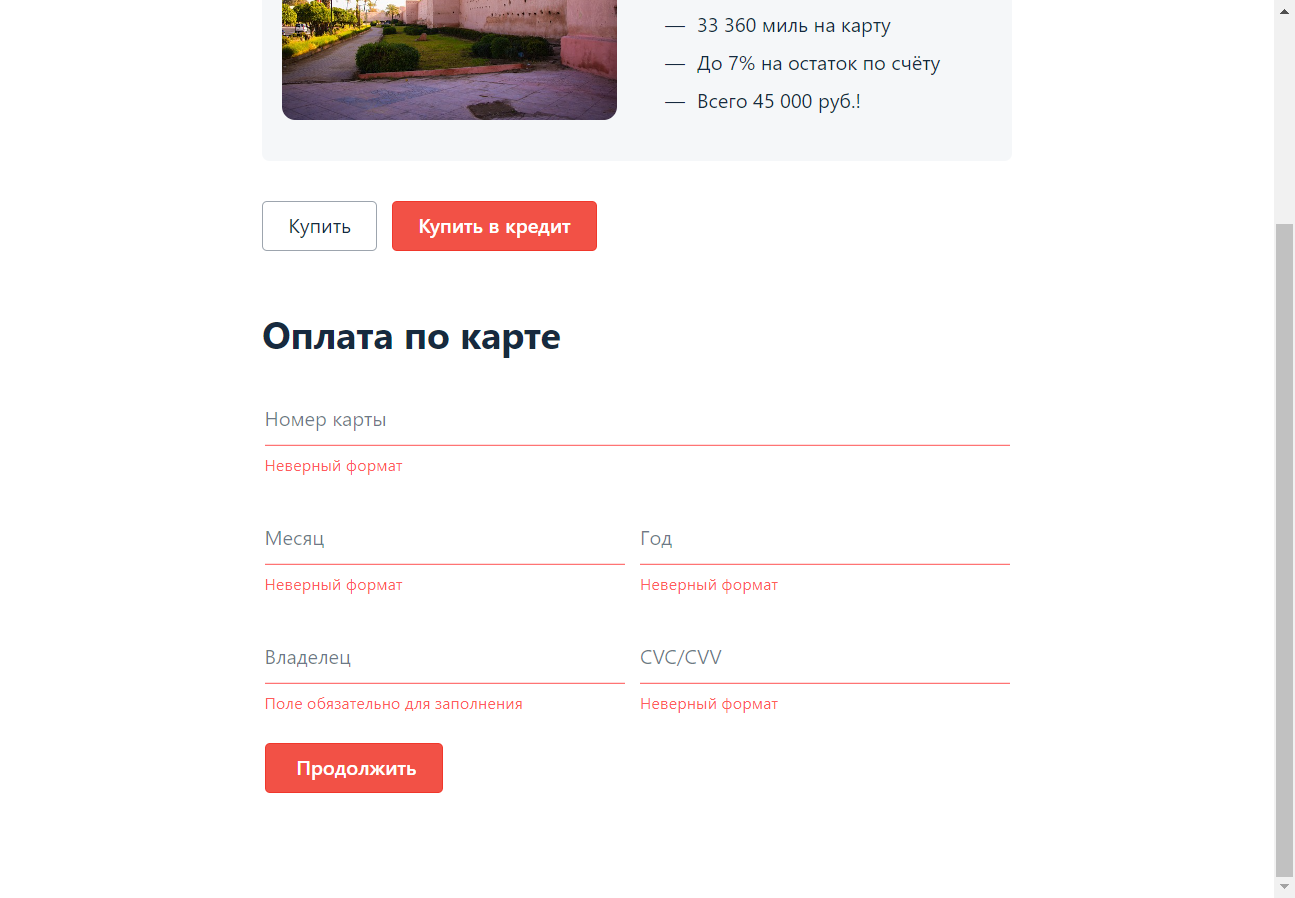 — 33 360 миль на карту
— До 7% на остаток по счёту
— Всего 45 000 руб.!
Купить Купить в кредит
Оплата по карте
Номер карты
Неверный формат
Месяц Год
Неверный формат Неверный формат
Владелец CVC/CVV
Поле обязательно для заполнения Неверный формат
Продолжить